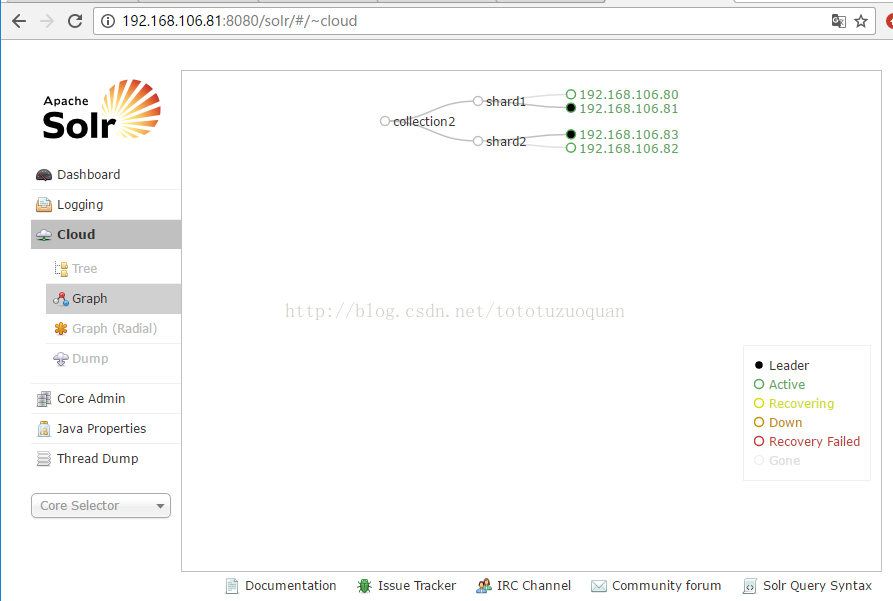 192.168.106.81:8080/solr/#/~cloud
Apache
Solr
Dashboard
Logging
Cloud
Tree
Graph
Graph (Radial)
Dump
Core Admin
Java Properties
Thread Dump
Core Selector
collection2
shard1
192.168.106.80
192.168.106.81
shard2
192.168.106.83
192.168.106.82
http://blog.csdn.net/tototuzuoquan
Leader
Active
Recovering
Down
Recovery Failed
Gone
Documentation
Issue Tracker
IRC Channel
Community forum
Solr Query Syntax